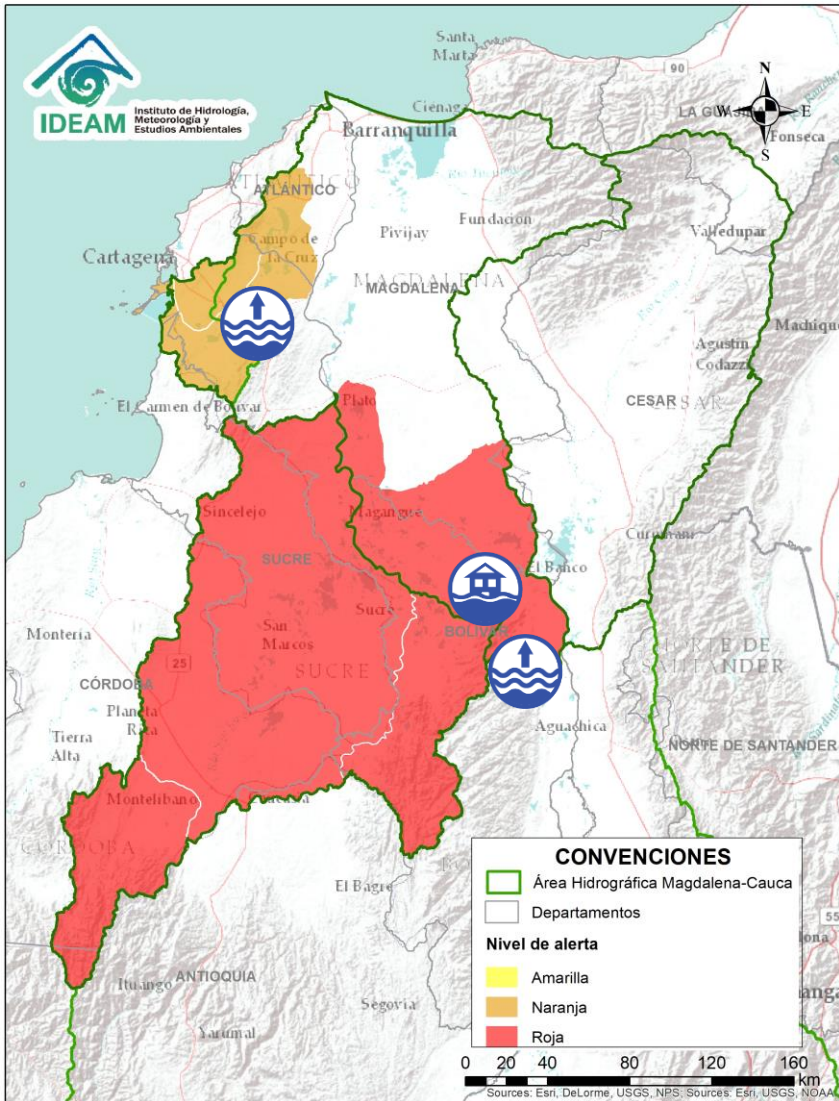 IDEAM
Instituto de Hidrología,
Meteorología y
Estudios Ambientales
Santa
Marta
90
N
W
E
S
Ciénaga
LA GUAJI
Barranquilla
Fonseca
ATLÁNTICO
Fundación
Valledupar
Pivijay
Campo de
la Cruz
Cartagena
MAGDALENA
MAGDALENA
Machique
Agustín
Codazzi
El Carmen de Bolívar
Plato
CESAR
CESAR
Sincelejo
Magangué
Curumaní
SUCRE
El Banco
Sucre
Montería
San
Marcos
BOLÍVAR
NORTE DE
SANTANDER
25
SUCRE
CÓRDOBA
Planeta
Rica
Aguachica
Tierra
Alta
NORTE DE SANTANDER
Montelíbano
CÓRDOBA
El Bagre
Ituango
ANTIOQUIA
Segovia
Yarumal
CONVENCIONES
Área Hidrográfica Magdalena-Cauca
Departamentos
Nivel de alerta
Amarilla
Naranja
Roja
55
0 20 40 80 120 160
km
Sources: Esri, DeLorme, USGS, NPS; Sources: Esri, USGS, NOAA